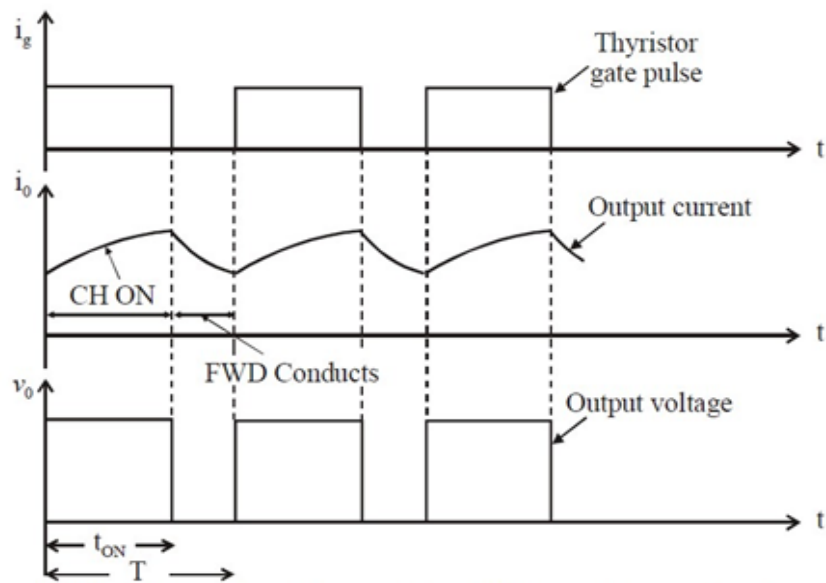 i_g
Thyristor
gate pulse
t
i_0
Output current
CH ON
t
FWD Conducts
v_0
Output voltage
t
t_ON
T